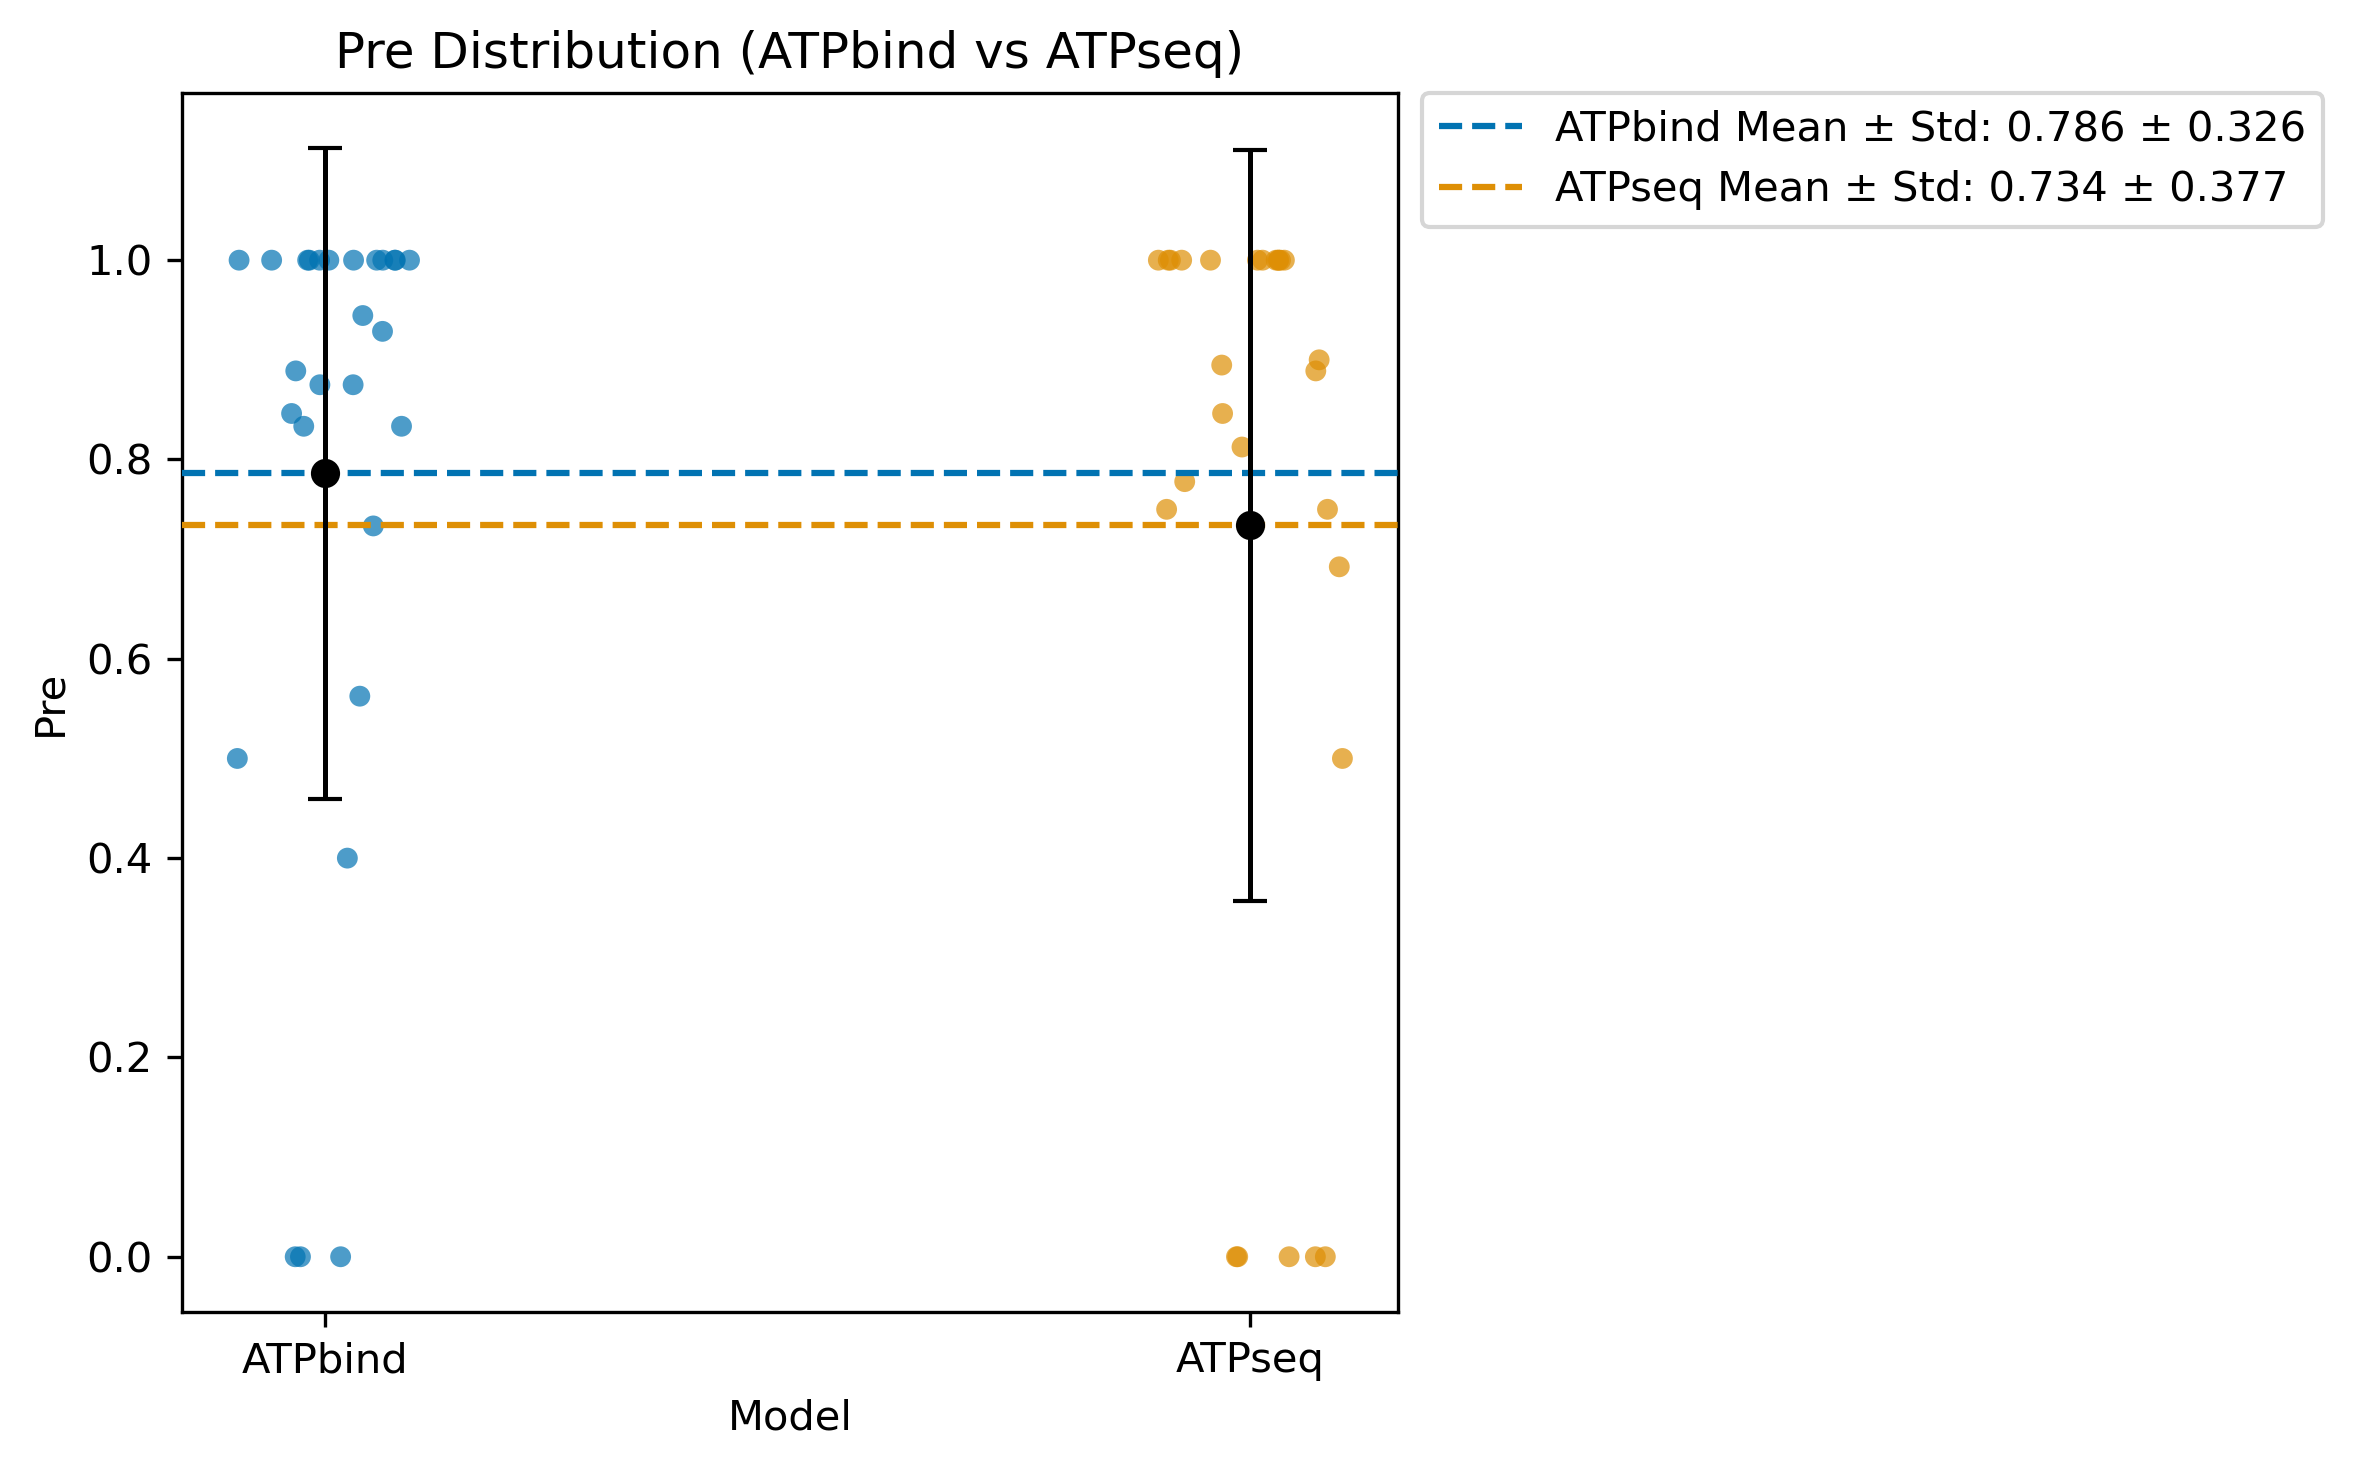 Pre Distribution (ATPbind vs ATPseq)
ATPbind Mean ± Std: 0.786 ± 0.326
ATPseq Mean ± Std: 0.734 ± 0.377
1.0
0.8
0.6
0.4
0.2
0.0
Pre
ATPbind
ATPseq
Model